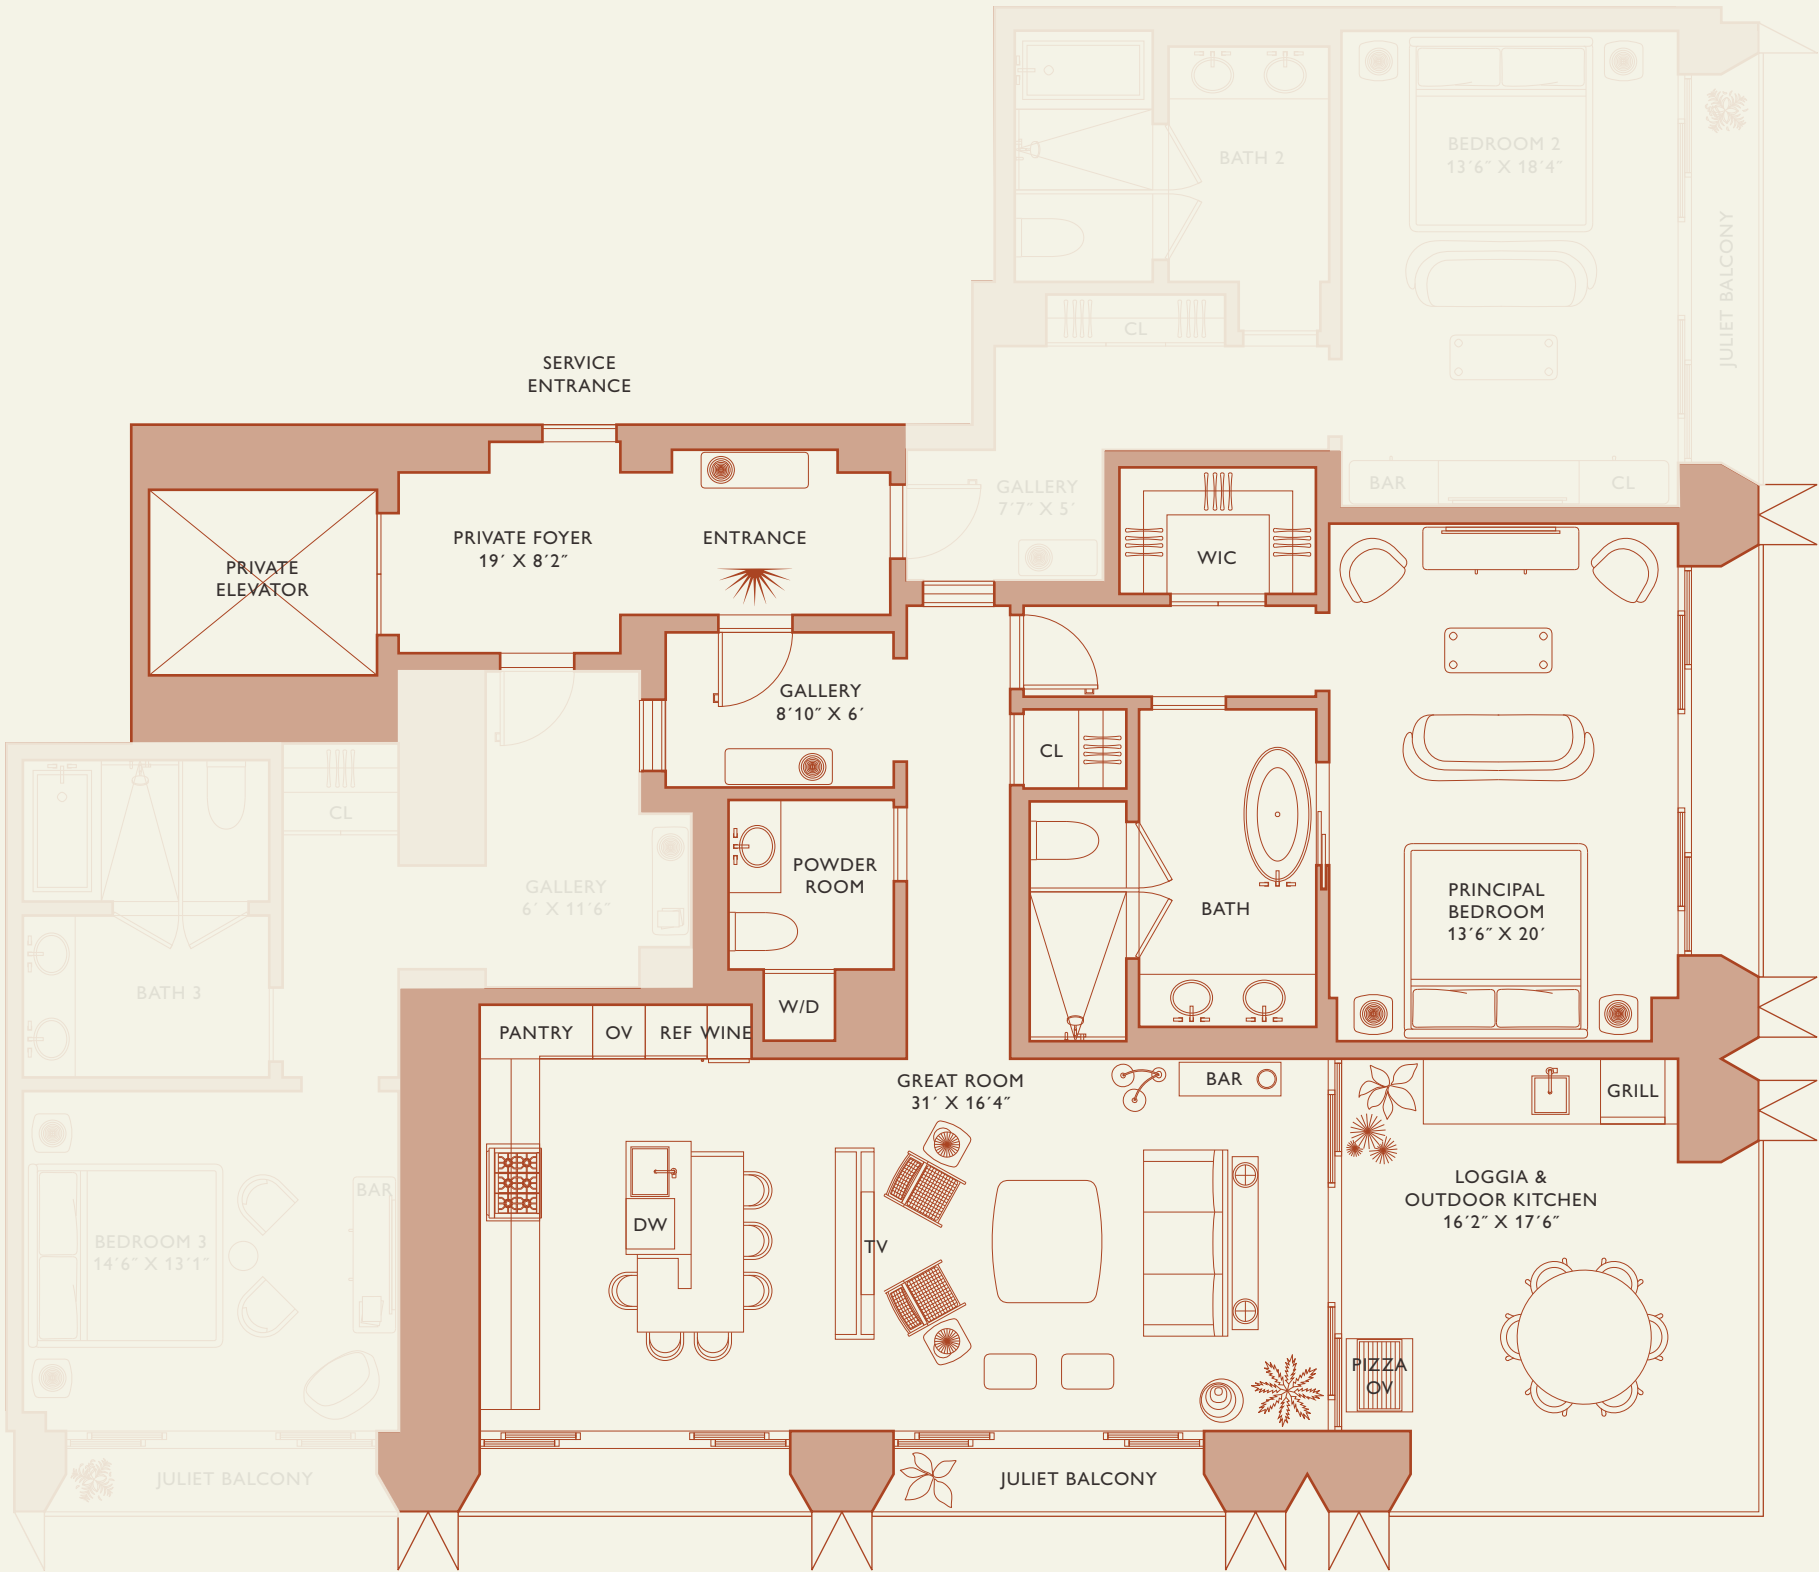 BATH 2
BEDROOM 2
13´6˝ X 18´4˝
JULIET BALCONY
CL
SERVICE
ENTRANCE
GALLERY
7´7˝ X 5´
BAR
CL
PRIVATE
ELEVATOR
PRIVATE FOYER
19´ X 8´2˝
ENTRANCE
WIC
GALLERY
8´10˝ X 6´
CL
CL
GALLERY
6´ X 11´6˝
POWDER
ROOM
BATH
PRINCIPAL
BEDROOM
13´6˝ X 20´
BATH 3
W/D
PANTRY
OV
REF
WINE
GREAT ROOM
31´ X 16´4˝
BAR
GRILL
BAR
BEDROOM 3
14´6˝ X 13´1˝
DW
TV
LOGGIA &
OUTDOOR KITCHEN
16´2˝ X 17´6˝
PIZZA
OV
JULIET BALCONY
JULIET BALCONY